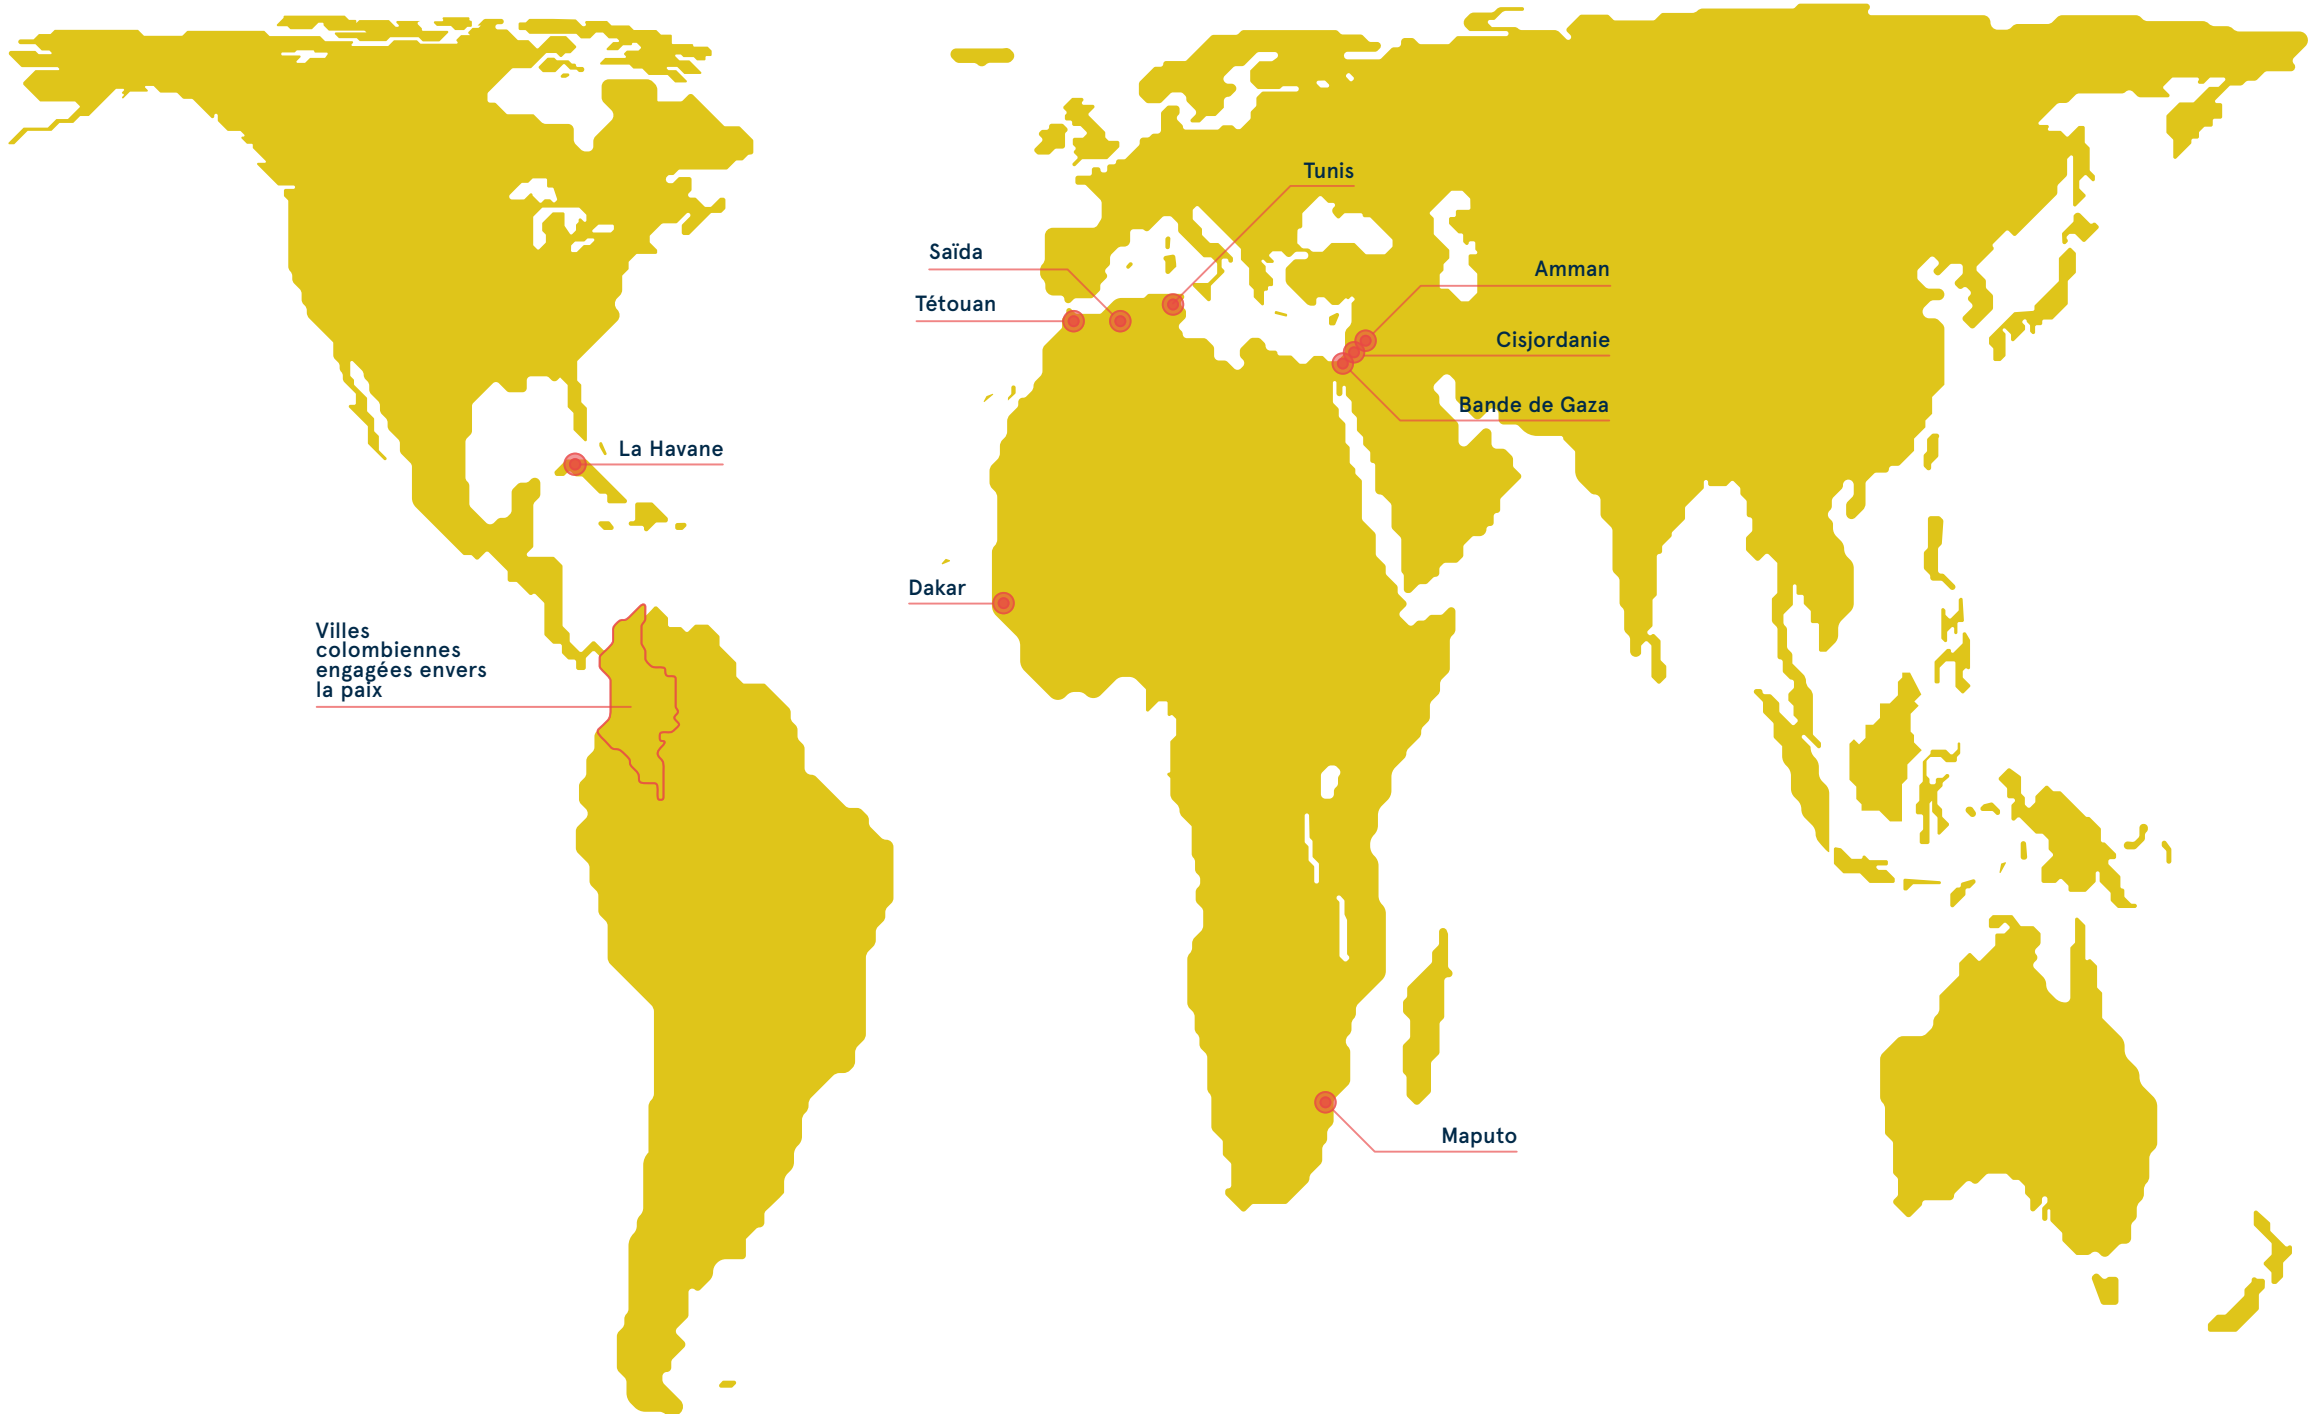 Tunis
Saïda
Amman
Tétouan
Cisjordanie
Bande de Gaza
La Havane
Dakar
Villes
colombiennes
engagées envers
la paix
Maputo